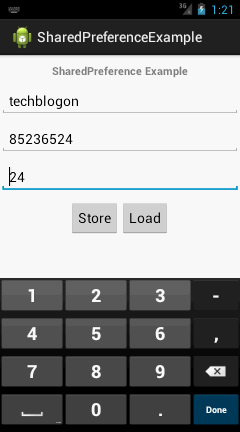 3G 1:21
SharedPreferenceExample
SharedPreference Example
techblogon
85236524
24
Store Load
1 2 3 -
4 5 6 ,
7 8 9
0 . Done